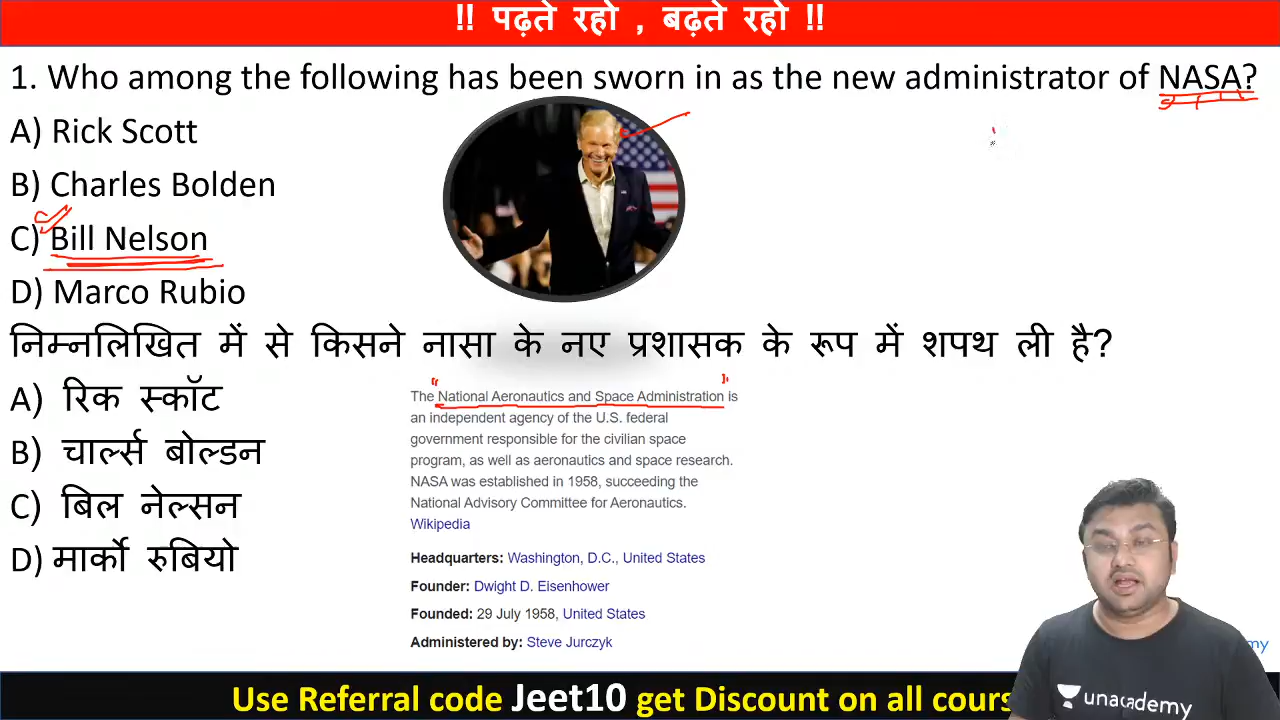 !! पढ़ते रहो , बढ़ते रहो !!
1. Who among the following has been sworn in as the new administrator of NASA?
A) Rick Scott
B) Charles Bolden
C) Bill Nelson
D) Marco Rubio
निम्नलिखित में से किसने नासा के नए प्रशासक के रूप में शपथ ली है?
A) रिक स्कॉट
B) चार्ल्स बोल्डन
C) बिल नेल्सन
D) मार्को रुबियो
The National Aeronautics and Space Administration is
an independent agency of the U.S. federal
government responsible for the civilian space
program, as well as aeronautics and space research.
NASA was established in 1958, succeeding the
National Advisory Committee for Aeronautics.
Wikipedia
Headquarters: Washington, D.C., United States
Founder: Dwight D. Eisenhower
Founded: 29 July 1958, United States
Administered by: Steve Jurczyk
unacademy
Use Referral code Jeet10 get Discount on all